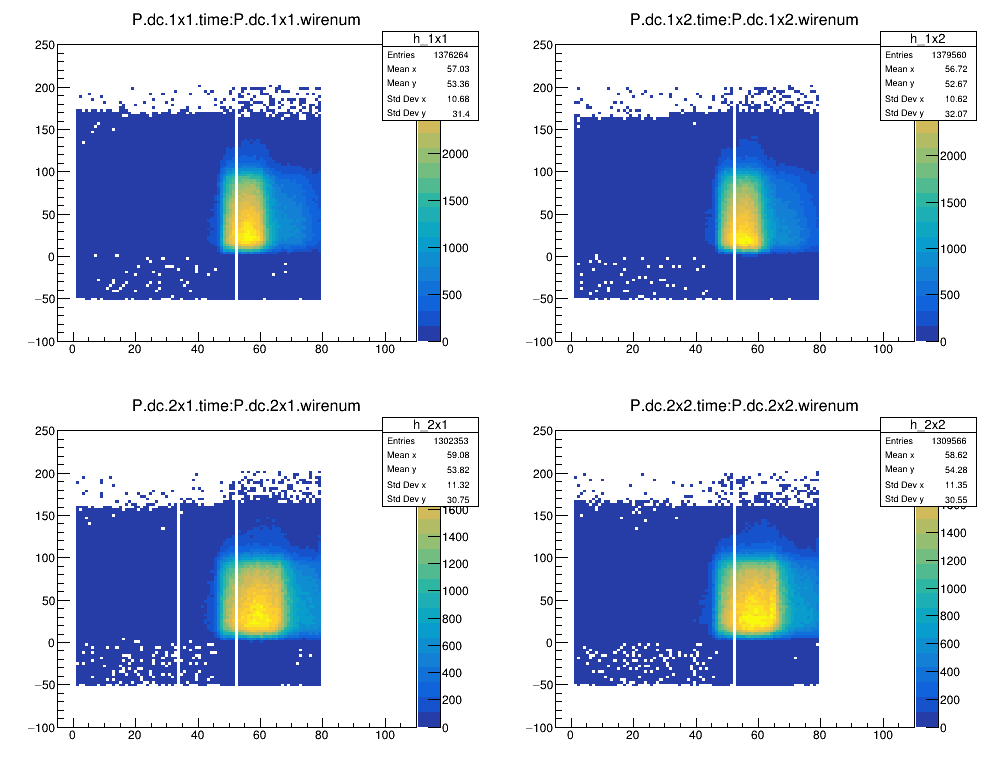 P.dc.1x1.time:P.dc.1x1.wirenum
h_1x1
Entries 1376264
Mean x 57.03
Mean y 53.36
Std Dev x 10.68
Std Dev y 31.4
250
200
150
100
50
0
−50
−100
0 20 40 60 80 100
2000
1500
1000
500
0
P.dc.1x2.time:P.dc.1x2.wirenum
h_1x2
Entries 1379560
Mean x 56.72
Mean y 52.67
Std Dev x 10.62
Std Dev y 32.07
250
200
150
100
50
0
−50
−100
0 20 40 60 80 100
2000
1500
1000
500
0
P.dc.2x1.time:P.dc.2x1.wirenum
h_2x1
Entries 1302353
Mean x 59.08
Mean y 53.82
Std Dev x 11.32
Std Dev y 30.75
250
200
150
100
50
0
−50
−100
0 20 40 60 80 100
1600
1400
1200
1000
800
600
400
200
0
P.dc.2x2.time:P.dc.2x2.wirenum
h_2x2
Entries 1309566
Mean x 58.62
Mean y 54.28
Std Dev x 11.35
Std Dev y 30.55
250
200
150
100
50
0
−50
−100
0 20 40 60 80 100
1600
1400
1200
1000
800
600
400
200
0